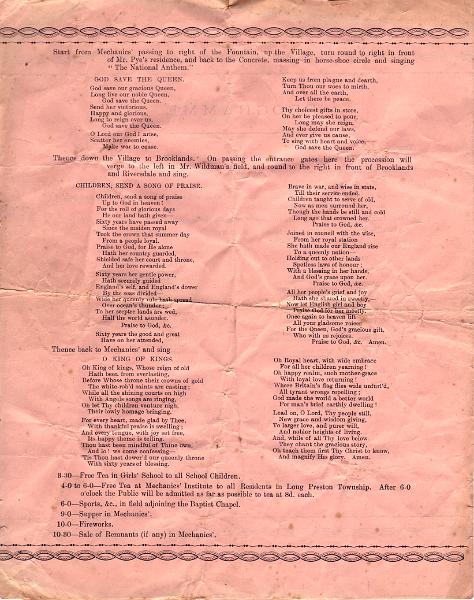 Start from Mechanics' passing to right of the Fountain, up the Village, turn round to right in front
of Mr. Pye's residence, and back to the Concrete, massing in horse-shoe circle and singing
"The National Anthem."
GOD SAVE THE QUEEN.
God save our gracious Queen,
Long live our noble Queen,
God save the Queen.
Send her victorious,
Happy and glorious,
Long to reign over us,
God save the Queen.
O Lord our God! arise,
Scatter her enemies,
Make wars to cease.
Keep us from plague and dearth,
Turn Thou our woes to mirth,
And over all the earth,
Let there be peace.
Thy choicest gifts in store,
On her be pleased to pour,
Long may she reign.
May she defend our laws,
And ever give us cause,
To sing with heart and voice,
God save the Queen.
Thence down the Village to Brooklands. On passing the entrance gates here the procession will
verge to the left in Mr. Wildman's field, and round to the right in front of Brooklands
and Riversdale and sing.
CHILDREN, SEND A SONG OF PRAISE.
Children, send a song of praise
Up to God in heaven!
For the roll of glorious days
He our land hath given—
Sixty years have passed away
Since the maiden royal
Took the crown that summer day
From a people loyal.
Praise to God, for He alone
Hath her country guarded,
Shielded safe her court and throne,
And her love rewarded.
Sixty years her gentle power,
Hath securely guided
England's self, and England's dower
By the seas divided—
Wide her queenly rule hath spread
Over ocean's thunder;
To her sceptre lands are wed,
Half the world asunder.
Praise to God, &c.
Sixty years the good and great
Have on her attended,
Brave in war, and wise in state,
Till their service ended.
Children taught to serve of old,
Now as men surround her,
Though the hands be still and cold
Long ago that crowned her.
Praise to God, &c.
Joined in council with the wise,
From her royal station
She hath made our England rise
To a queenly nation—
Holding out to other lands
Spotless laws of honour;
With a blessing in her hands,
And God's grace upon her.
Praise to God, &c.
All her people's grief and joy
Hath she shared in sweetly,
Now let English girl and boy
Praise God for her meetly.
Once again to heaven lift
All your gladsome voices
For the Queen, God's gracious gift,
Who with us rejoices.
Praise to God, &c. Amen.
Thence back to Mechanics' and sing
O KING OF KINGS.
Oh King of kings, Whose reign of old
Hath been from everlasting,
Before Whose throne their crowns of gold
The white-rob'd saints are casting;
While all the shining courts on high
With Angels songs are ringing,
Oh let Thy children venture nigh,
Their lowly homage bringing.
For every heart, made glad by Thee,
With thankful praise is swelling;
And every tongue, with joy set free,
Its happy theme is telling.
Thou hast been mindful of Thine own,
And lo! we come confessing—
'Tis Thou hast dower'd our queenly throne
With sixty years of blessing.
Oh Royal heart, with wide embrace
For all her children yearning!
Oh happy realm, such mother-grace
With loyal love returning!
Where Britain's flag flies wide unfurl'd,
All tyrant wrongs repelling;
God made the world a better world
For man's brief earthly dwelling!
Lead on, O Lord, Thy people still,
New grace and wisdom giving,
To larger love, and purer will,
And nobler heights of living.
And, while of all Thy love below
They chant the gracious story,
Oh teach them first Thy Christ to know,
And magnify His glory. Amen.
3-30—Free Tea in Girls' School to all School Children.
4-0 to 6-0—Free Tea at Mechanics' Institute to all Residents in Long Preston Township. After 6-0
o'clock the Public will be admitted as far as possible to tea at 8d. each.
6-0—Sports, &c., in field adjoining the Baptist Chapel.
9-0—Supper in Mechanics'.
10-0—Fireworks.
10-30—Sale of Remnants (if any) in Mechanics'.